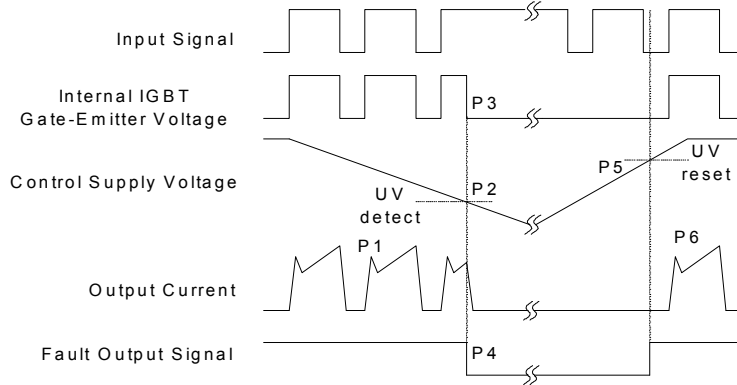 Input Signal
Internal IGBT
Gate-Emitter Voltage
P3
Control Supply Voltage
UV
detect
P2
P5
UV
reset
P1
P6
Output Current
Fault Output Signal
P4